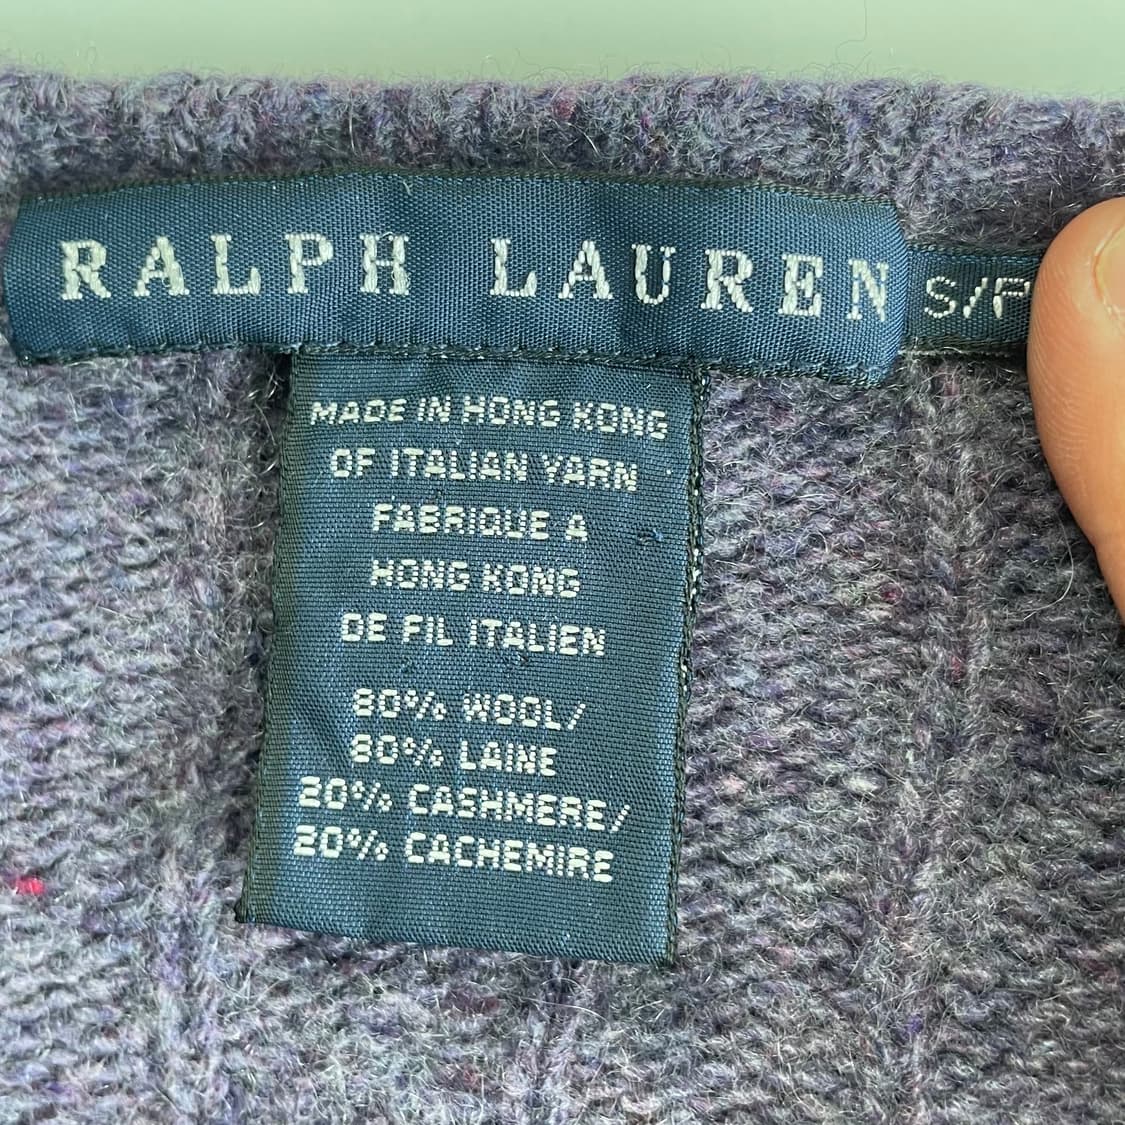 RALPH LAUREN
S/P
MADE IN HONG KONG
OF ITALIAN YARN
FABRIQUE A
HONG KONG
DE FIL ITALIEN
80% WOOL/
80% LAINE
20% CASHMERE/
20% CACHEMIRE